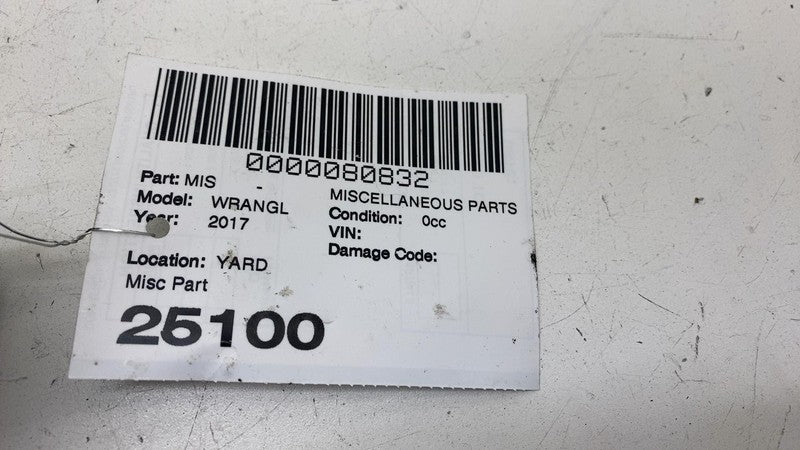 0000080832
Part: MIS - MISCELLANEOUS PARTS
Model: WRANGL Condition: 0cc
Year: 2017 VIN:
Damage Code:
Location: YARD
Misc Part
25100